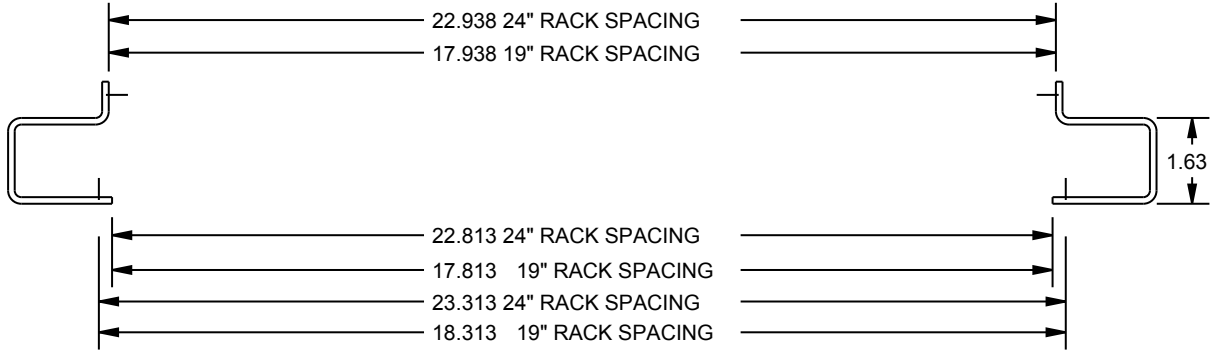 22.938 24" RACK SPACING
17.938 19" RACK SPACING
1.63
22.813 24" RACK SPACING
17.813 19" RACK SPACING
23.313 24" RACK SPACING
18.313 19" RACK SPACING